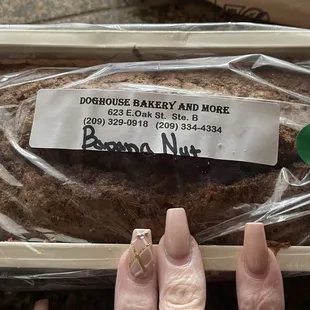 DOGHOUSE BAKERY AND MORE
623 E.Oak St. Ste. B
(209) 329-0918 (209) 334-4334
Banana Nut